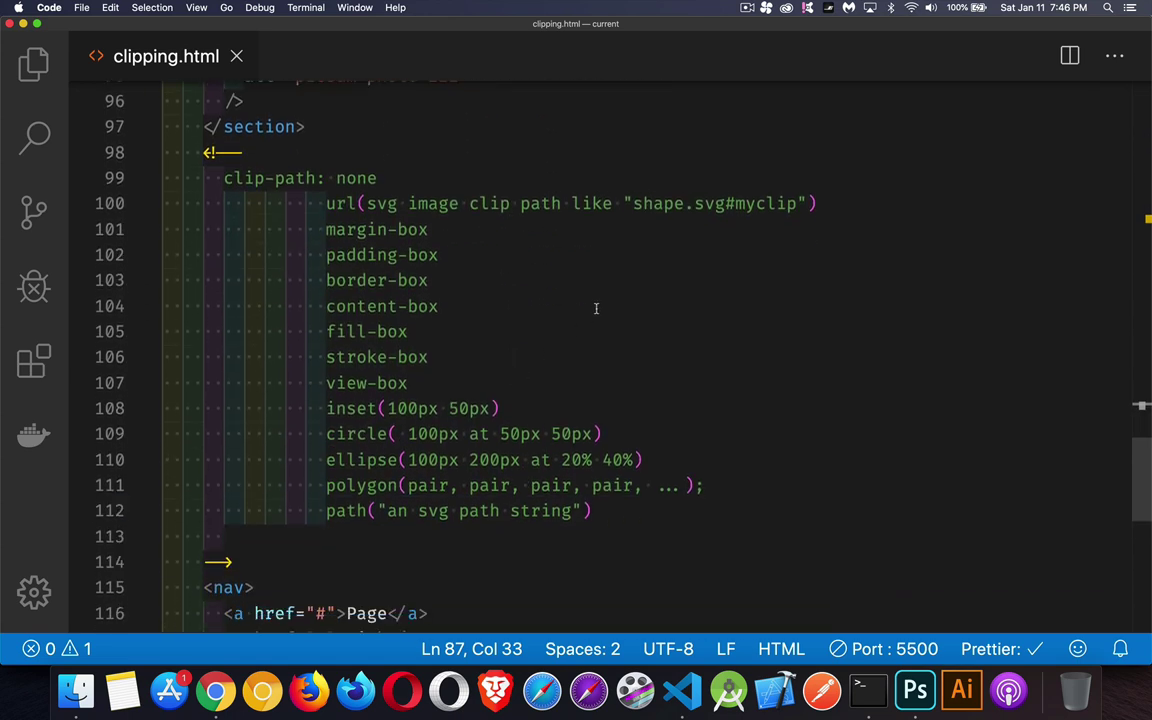 Code File Edit Selection View Go Debug Terminal Window Help 100% Sat Jan 11 7:46 PM
clipping.html — current
<> clipping.html ×
96 />
97 </section>
98 <!--
99 clip-path: none
100 url(svg image clip path like "shape.svg#myclip")
101 margin-box
102 padding-box
103 border-box
104 content-box
105 fill-box
106 stroke-box
107 view-box
108 inset(100px 50px)
109 circle( 100px at 50px 50px)
110 ellipse(100px 200px at 20% 40%)
111 polygon(pair, pair, pair, pair, ... );
112 path("an svg path string")
113
114 -->
115 <nav>
116 <a href="#">Page</a>
0 1 Ln 87, Col 33 Spaces: 2 UTF-8 LF HTML Port : 5500 Prettier: ✓
1 >_ Ps Ai